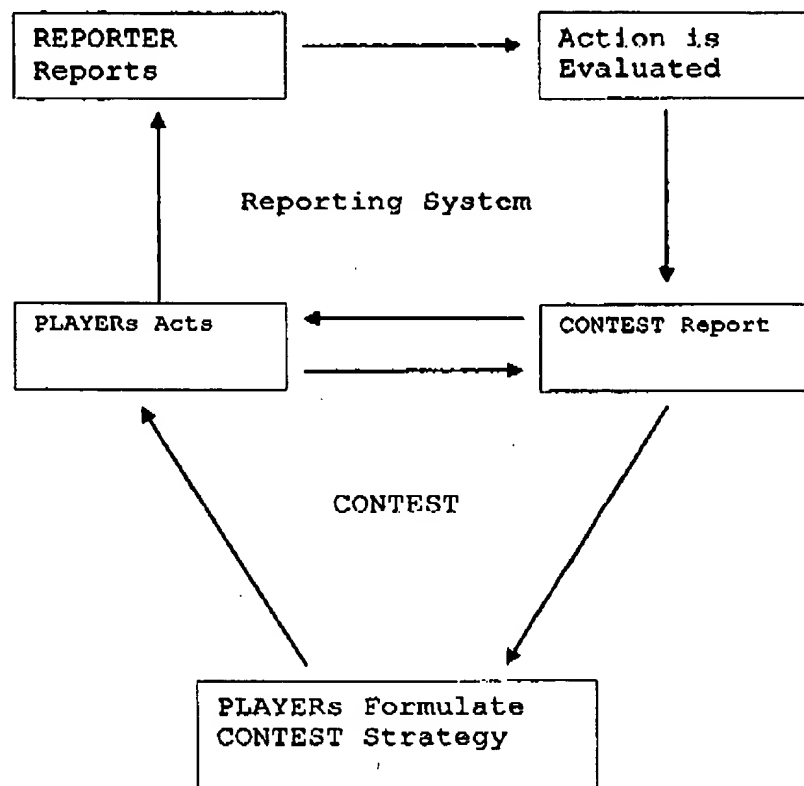 REPORTER
Reports
Action is
Evaluated
Reporting System
PLAYERs Acts
CONTEST Report
CONTEST
PLAYERs Formulate
CONTEST Strategy